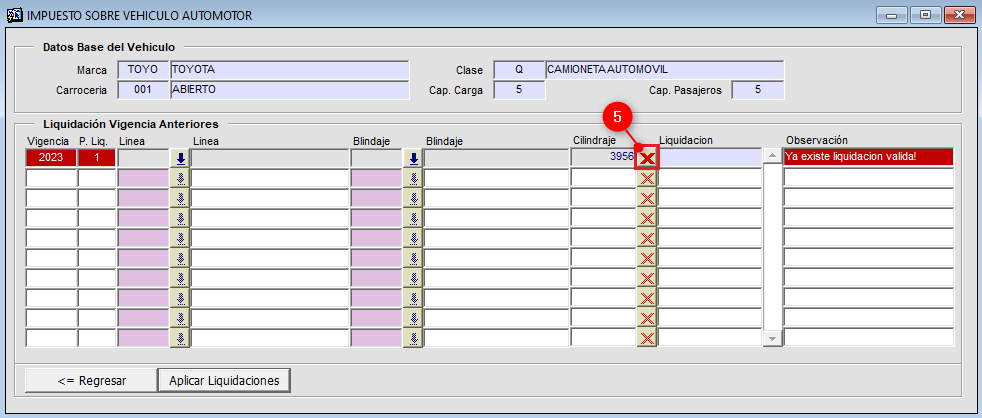 IMPUESTO SOBRE VEHICULO AUTOMOTOR
Datos Base del Vehiculo
Marca TOYO TOYOTA Clase Q CAMIONETA AUTOMOVIL
Carroceria 001 ABIERTO Cap. Carga 5 Cap. Pasajeros 5
5
Liquidación Vigencia Anteriores
Vigencia P. Liq. Linea Linea Blindaje Blindaje Cilindraje Liquidacion Observación
2023 1 3956 Ya existe liquidacion valida!
<= Regresar Aplicar Liquidaciones